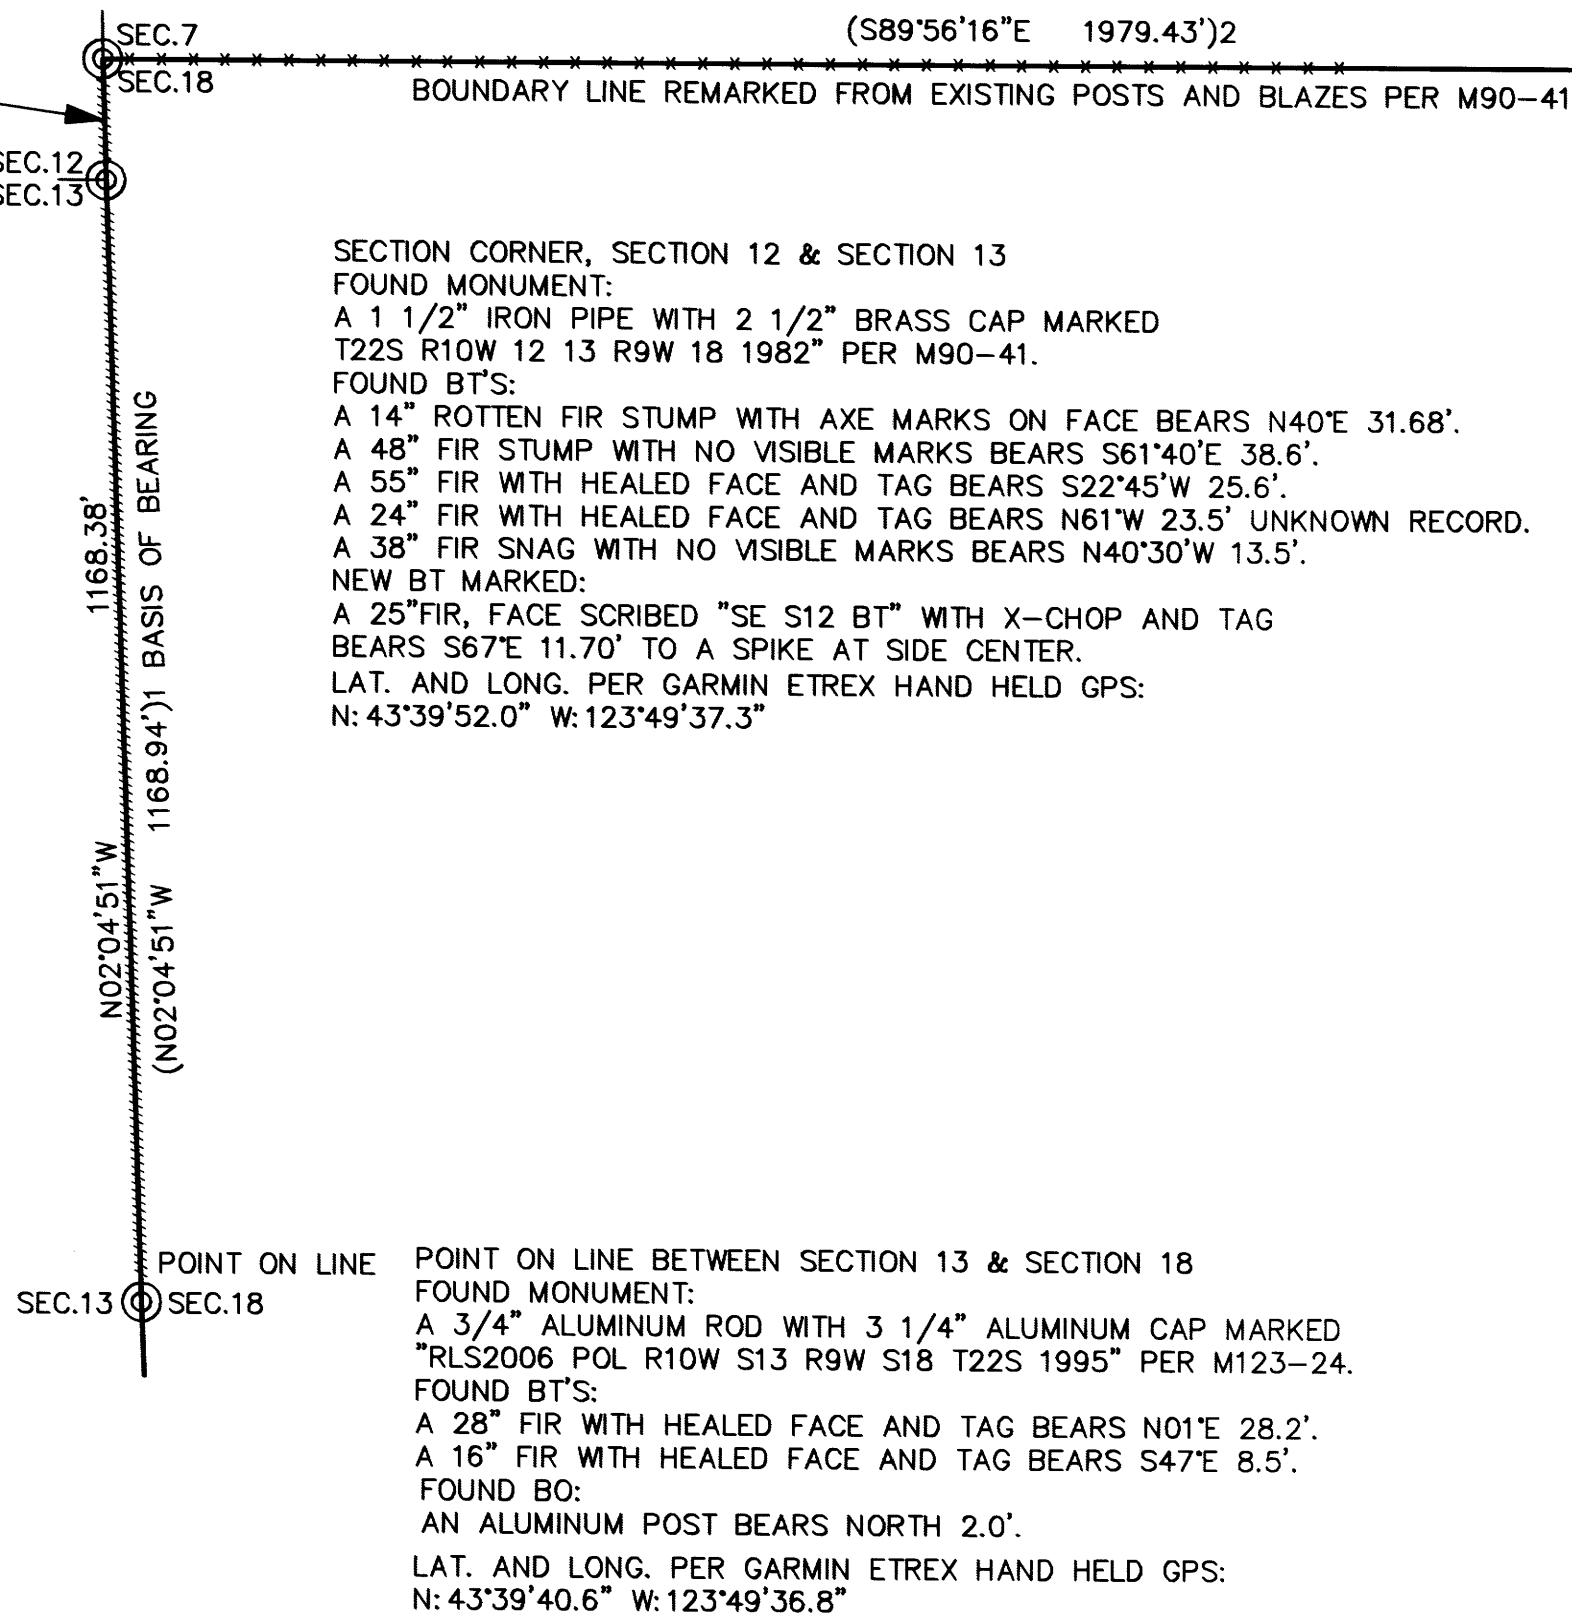 (S89°56'16"E 1979.43')2
SEC.7
SEC.18
BOUNDARY LINE REMARKED FROM EXISTING POSTS AND BLAZES PER M90-41
SEC.12
SEC.13
SECTION CORNER, SECTION 12 & SECTION 13
FOUND MONUMENT:
A 1 1/2" IRON PIPE WITH 2 1/2" BRASS CAP MARKED
T22S R10W 12 13 R9W 18 1982" PER M90-41.
FOUND BT'S:
A 14" ROTTEN FIR STUMP WITH AXE MARKS ON FACE BEARS N40°E 31.68'.
A 48" FIR STUMP WITH NO VISIBLE MARKS BEARS S61°40'E 38.6'.
A 55" FIR WITH HEALED FACE AND TAG BEARS S22°45'W 25.6'.
A 24" FIR WITH HEALED FACE AND TAG BEARS N61°W 23.5' UNKNOWN RECORD.
A 38" FIR SNAG WITH NO VISIBLE MARKS BEARS N40°30'W 13.5'.
NEW BT MARKED:
A 25"FIR, FACE SCRIBED "SE S12 BT" WITH X-CHOP AND TAG
BEARS S67°E 11.70' TO A SPIKE AT SIDE CENTER.
LAT. AND LONG. PER GARMIN ETREX HAND HELD GPS:
N: 43°39'52.0" W: 123°49'37.3"
N02°04'51"W 1168.38'
(N02°04'51"W 1168.94')1 BASIS OF BEARING
POINT ON LINE
SEC.13
SEC.18
POINT ON LINE BETWEEN SECTION 13 & SECTION 18
FOUND MONUMENT:
A 3/4" ALUMINUM ROD WITH 3 1/4" ALUMINUM CAP MARKED
"RLS2006 POL R10W S13 R9W S18 T22S 1995" PER M123-24.
FOUND BT'S:
A 28" FIR WITH HEALED FACE AND TAG BEARS N01°E 28.2'.
A 16" FIR WITH HEALED FACE AND TAG BEARS S47°E 8.5'.
FOUND BO:
AN ALUMINUM POST BEARS NORTH 2.0'.
LAT. AND LONG. PER GARMIN ETREX HAND HELD GPS:
N: 43°39'40.6" W: 123°49'36.8"